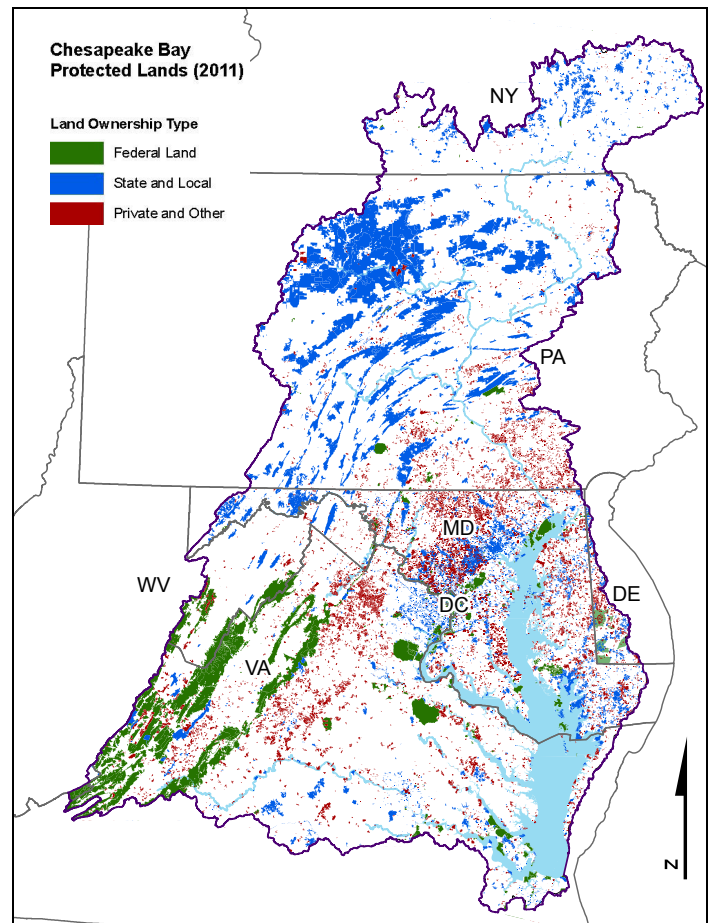 Chesapeake Bay
Protected Lands (2011)
Land Ownership Type
Federal Land
State and Local
Private and Other
NY
PA
MD
WV
DE
DC
VA
N